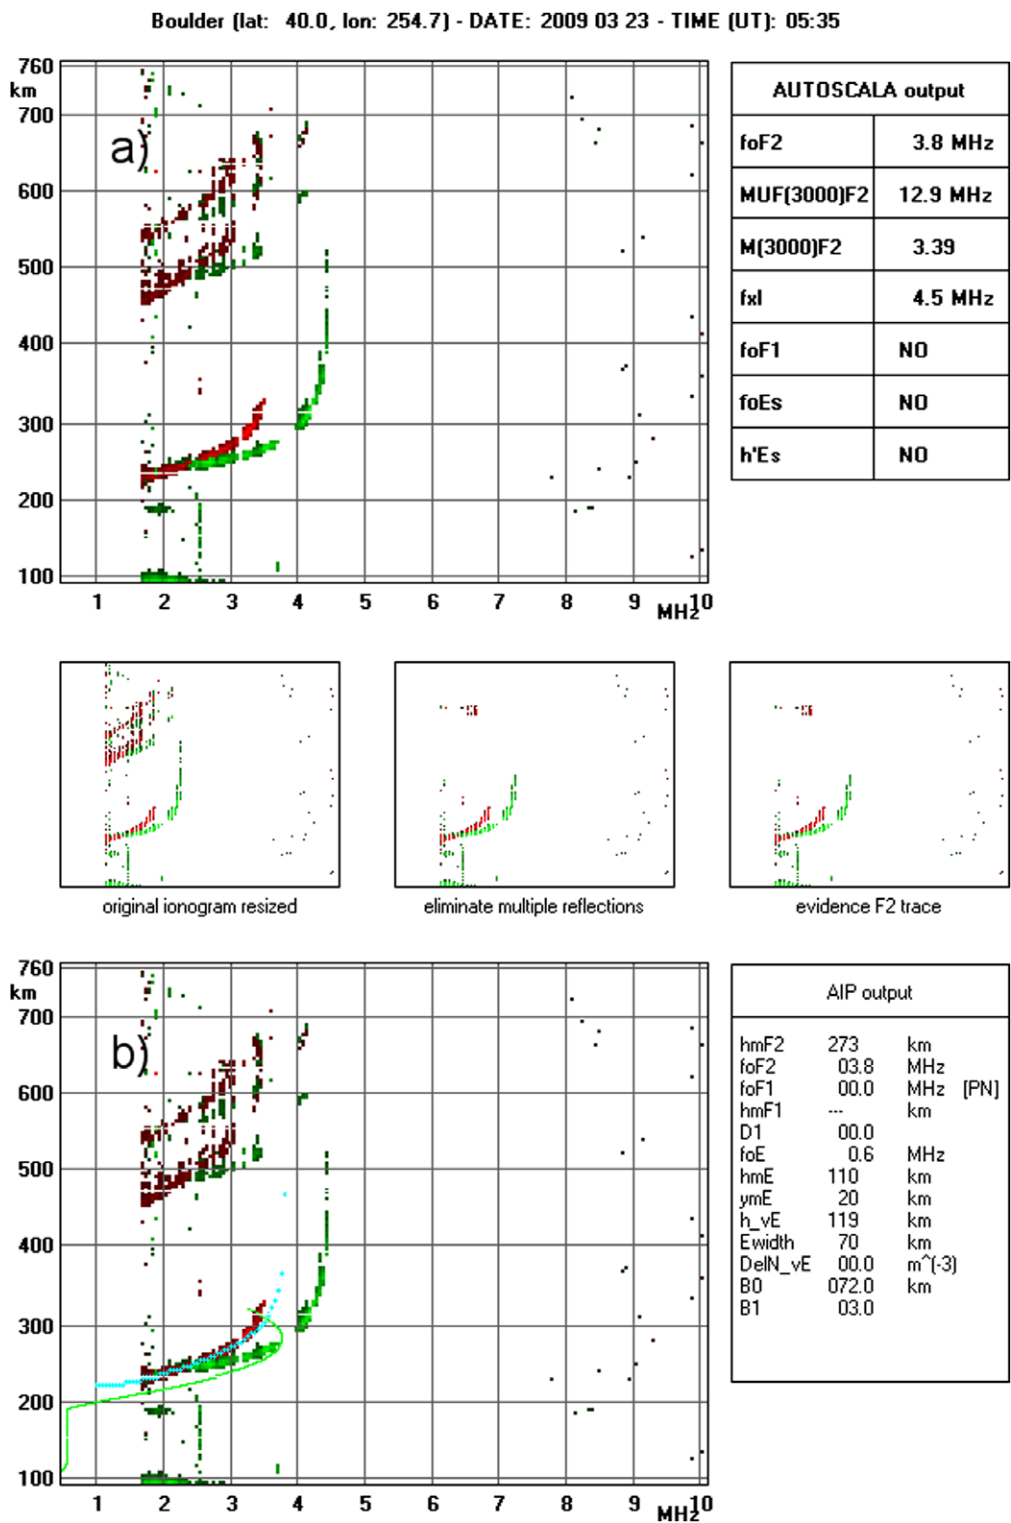 Boulder (lat: 40.0, lon: 254.7) - DATE: 2009 03 23 - TIME (UT): 05:35
760
km
700
600
500
400
300
200
100
a)
1 2 3 4 5 6 7 8 9 MHz 10
AUTOSCALA output
foF2 3.8 MHz
MUF(3000)F2 12.9 MHz
M(3000)F2 3.39
fxI 4.5 MHz
foF1 NO
foEs NO
h'Es NO
original ionogram resized
eliminate multiple reflections
evidence F2 trace
760
km
700
600
500
400
300
200
100
b)
1 2 3 4 5 6 7 8 9 MHz 10
AIP output
hmF2 273 km
foF2 03.8 MHz
foF1 00.0 MHz [PN]
hmF1 --- km
D1 00.0
foE 0.6 MHz
hmE 110 km
ymE 20 km
h_vE 119 km
Ewidth 70 km
DelN_vE 00.0 m^(-3)
B0 072.0 km
B1 03.0